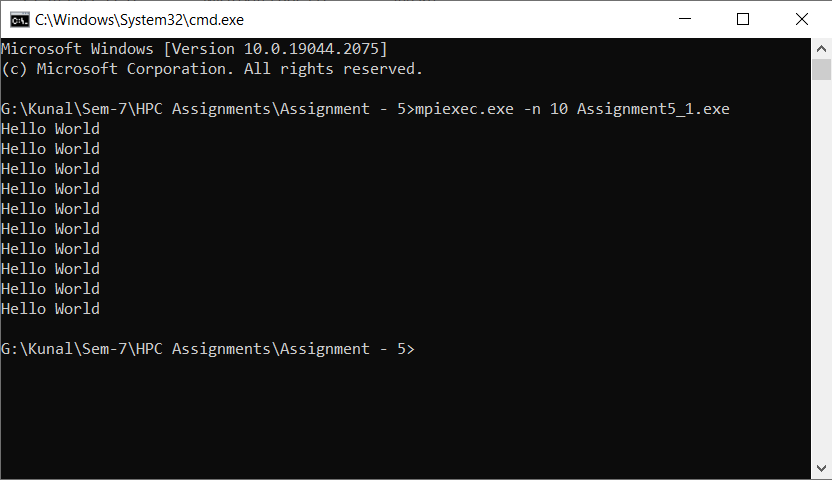 C:\Windows\System32\cmd.exe
Microsoft Windows [Version 10.0.19044.2075]
(c) Microsoft Corporation. All rights reserved.
G:\Kunal\Sem-7\HPC Assignments\Assignment - 5>mpiexec.exe -n 10 Assignment5_1.exe
Hello World
Hello World
Hello World
Hello World
Hello World
Hello World
Hello World
Hello World
Hello World
Hello World
G:\Kunal\Sem-7\HPC Assignments\Assignment - 5>